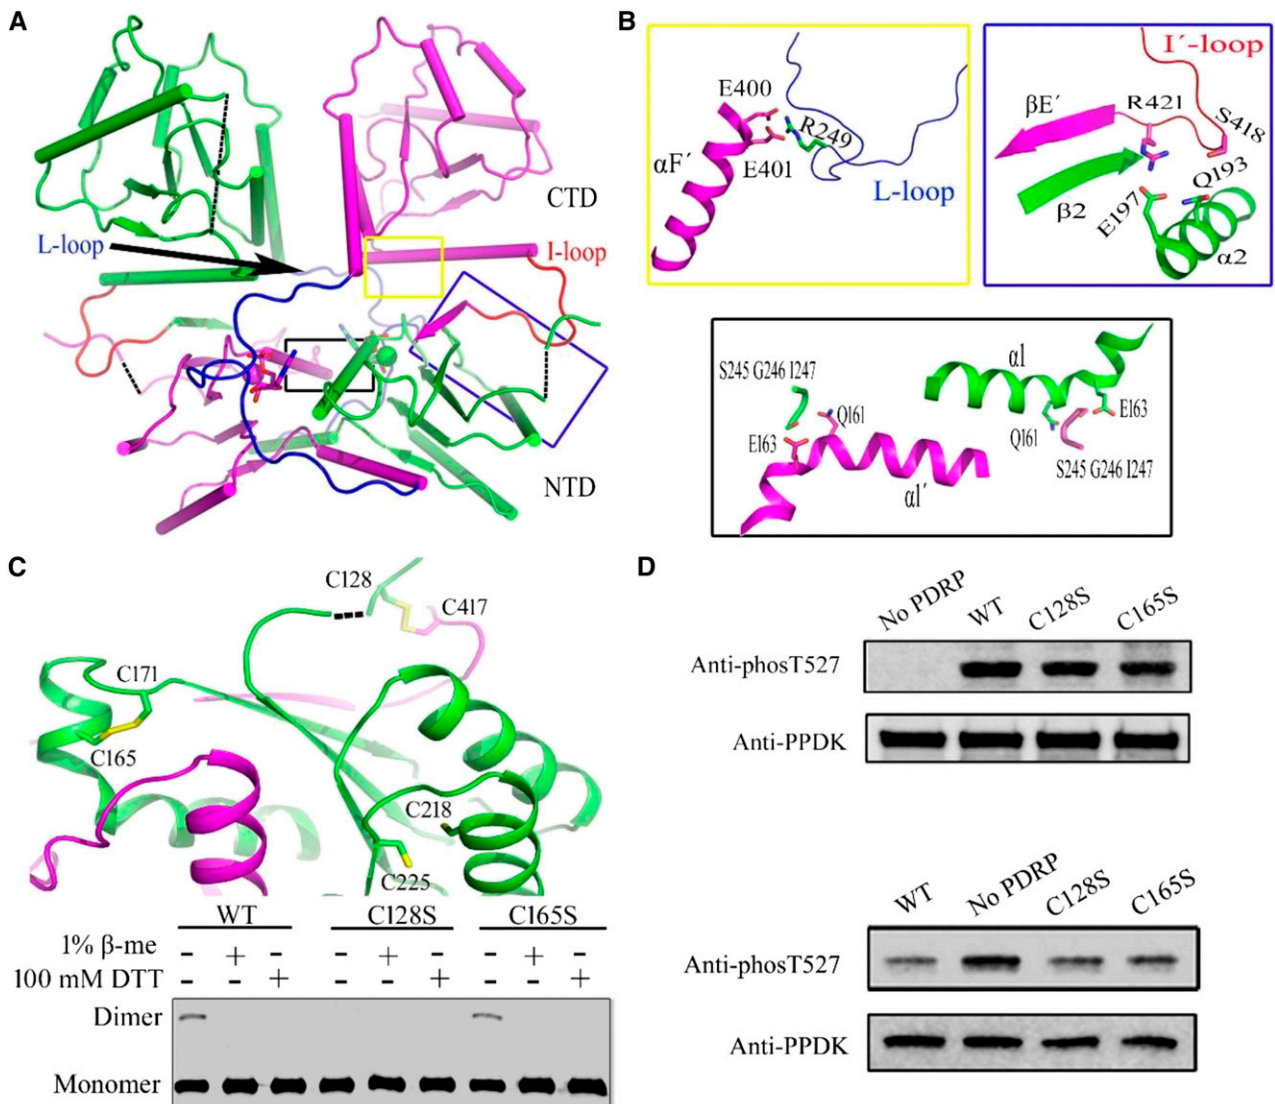 A
CTD
L-loop
I-loop
NTD
B
E400
R249
αF´
E401
L-loop
I´-loop
βE´
R421
S418
Q193
β2
E197
α2
αl
S245 G246 I247
Q161
E163
E163
Q161
S245 G246 I247
αl´
C
C128
C417
C171
C165
C218
C225
WT C128S C165S
1% β-me - + - - + - - + -
100 mM DTT - - + - - + - - +
Dimer
Monomer
D
No PDRP WT C128S C165S
Anti-phosT527
Anti-PPDK
WT No PDRP C128S C165S
Anti-phosT527
Anti-PPDK